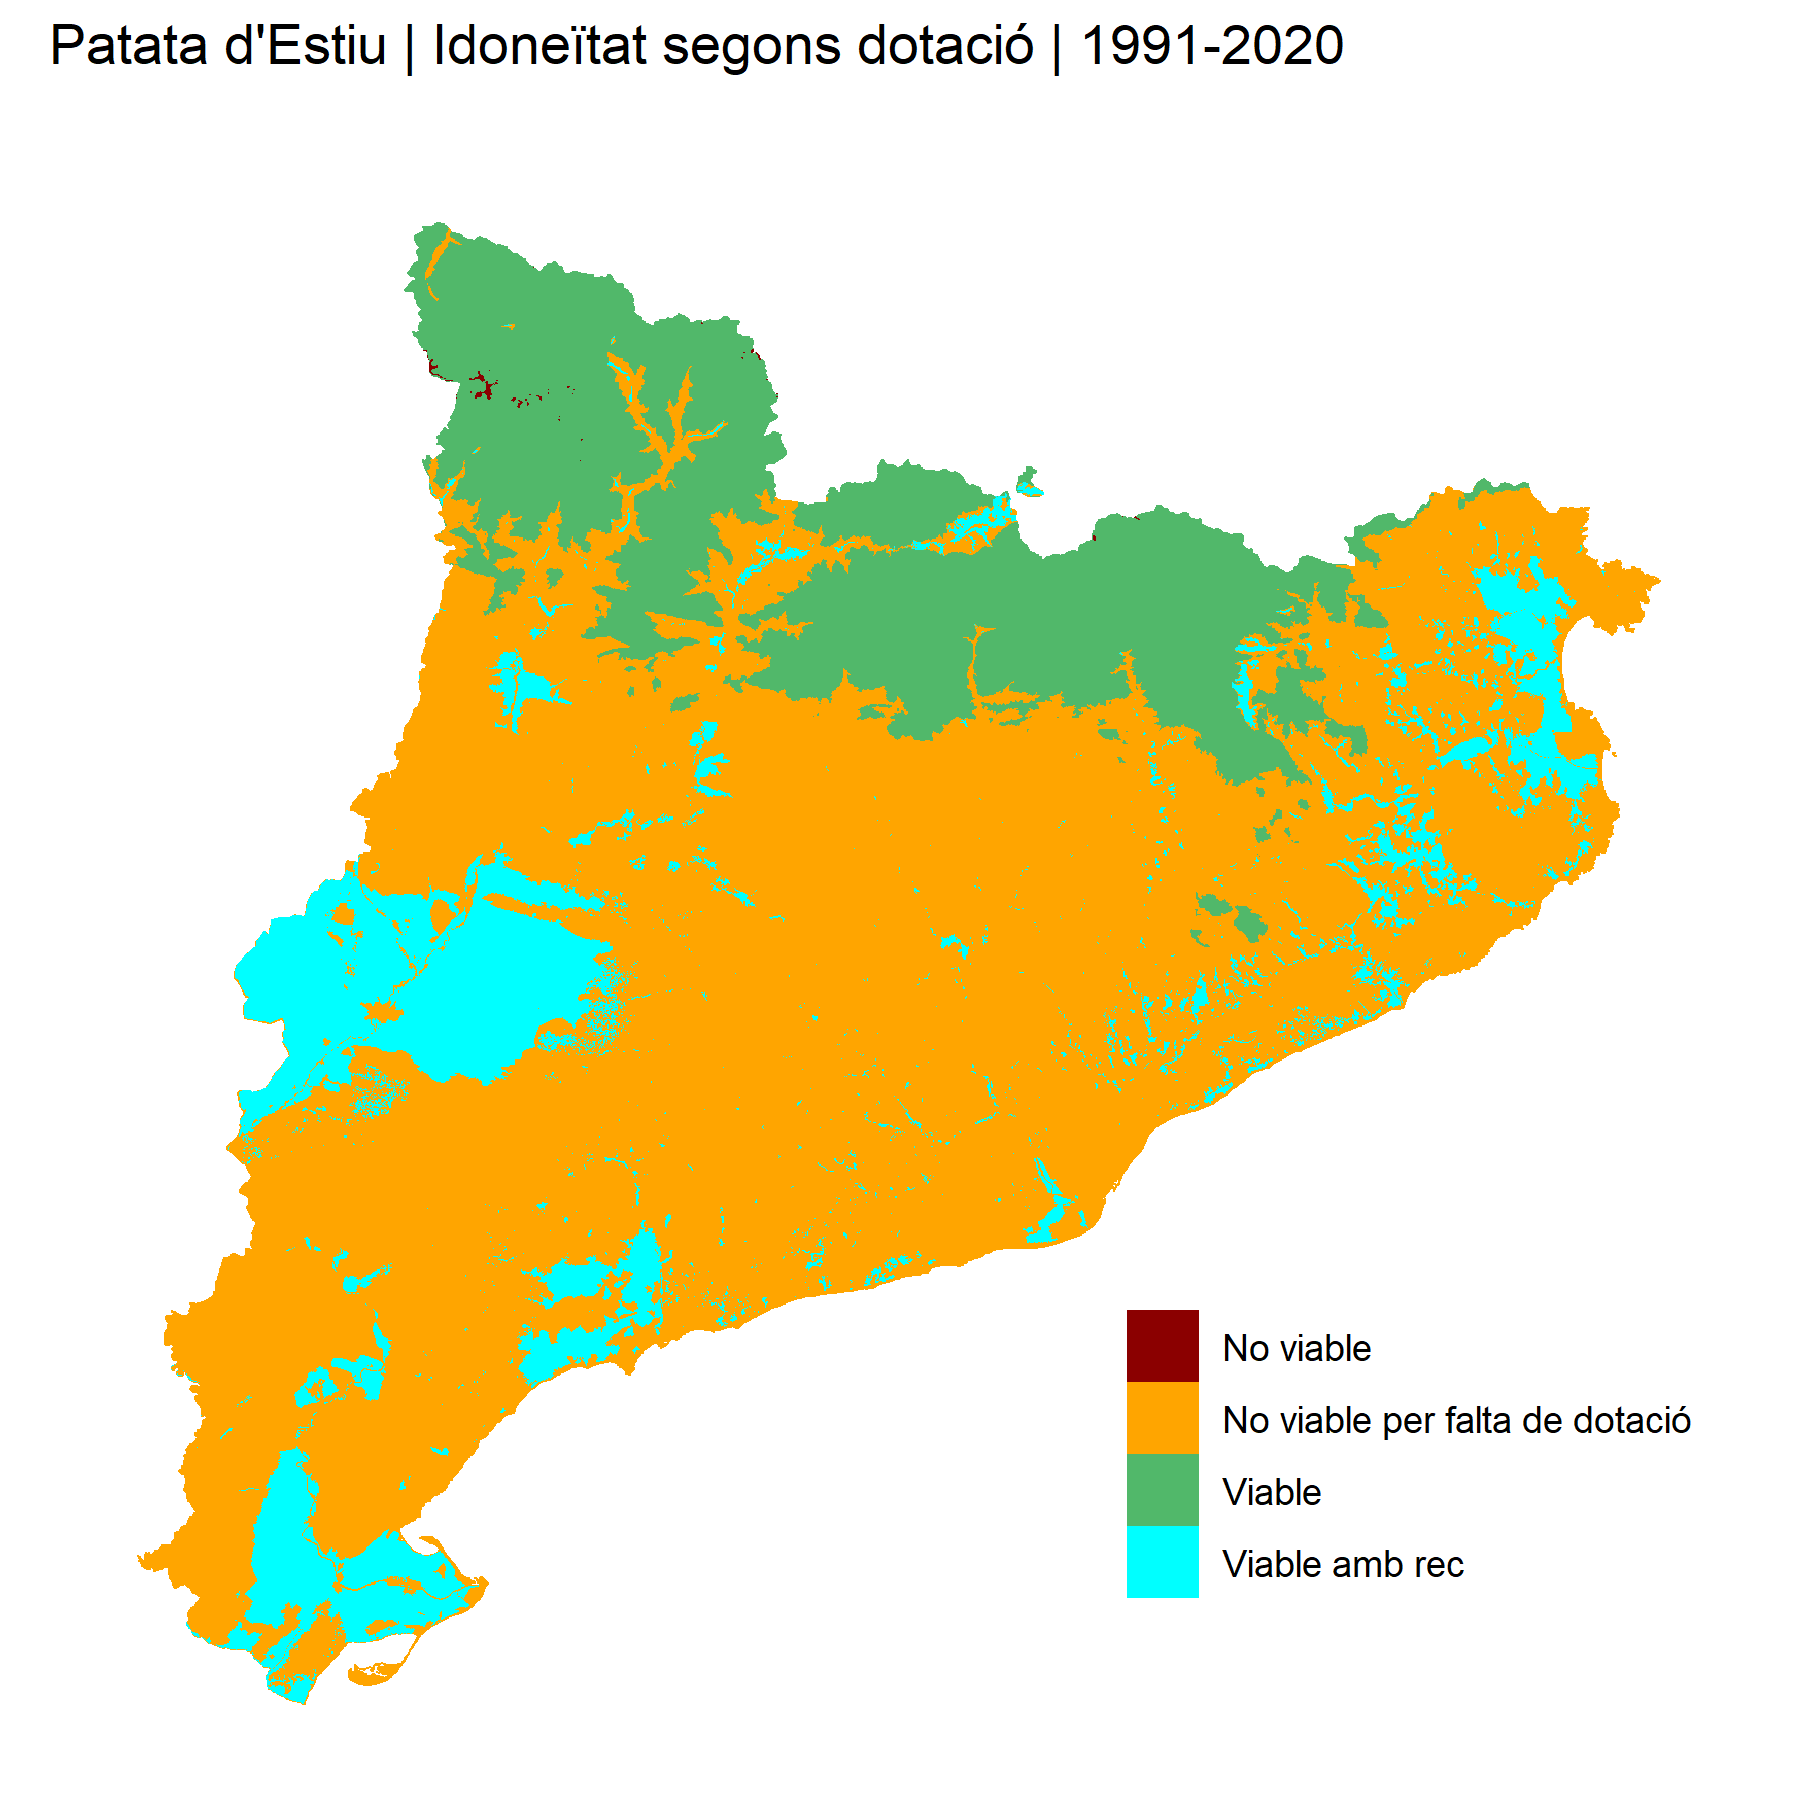 Patata d'Estiu | Idoneïtat segons dotació | 1991-2020
No viable
No viable per falta de dotació
Viable
Viable amb rec